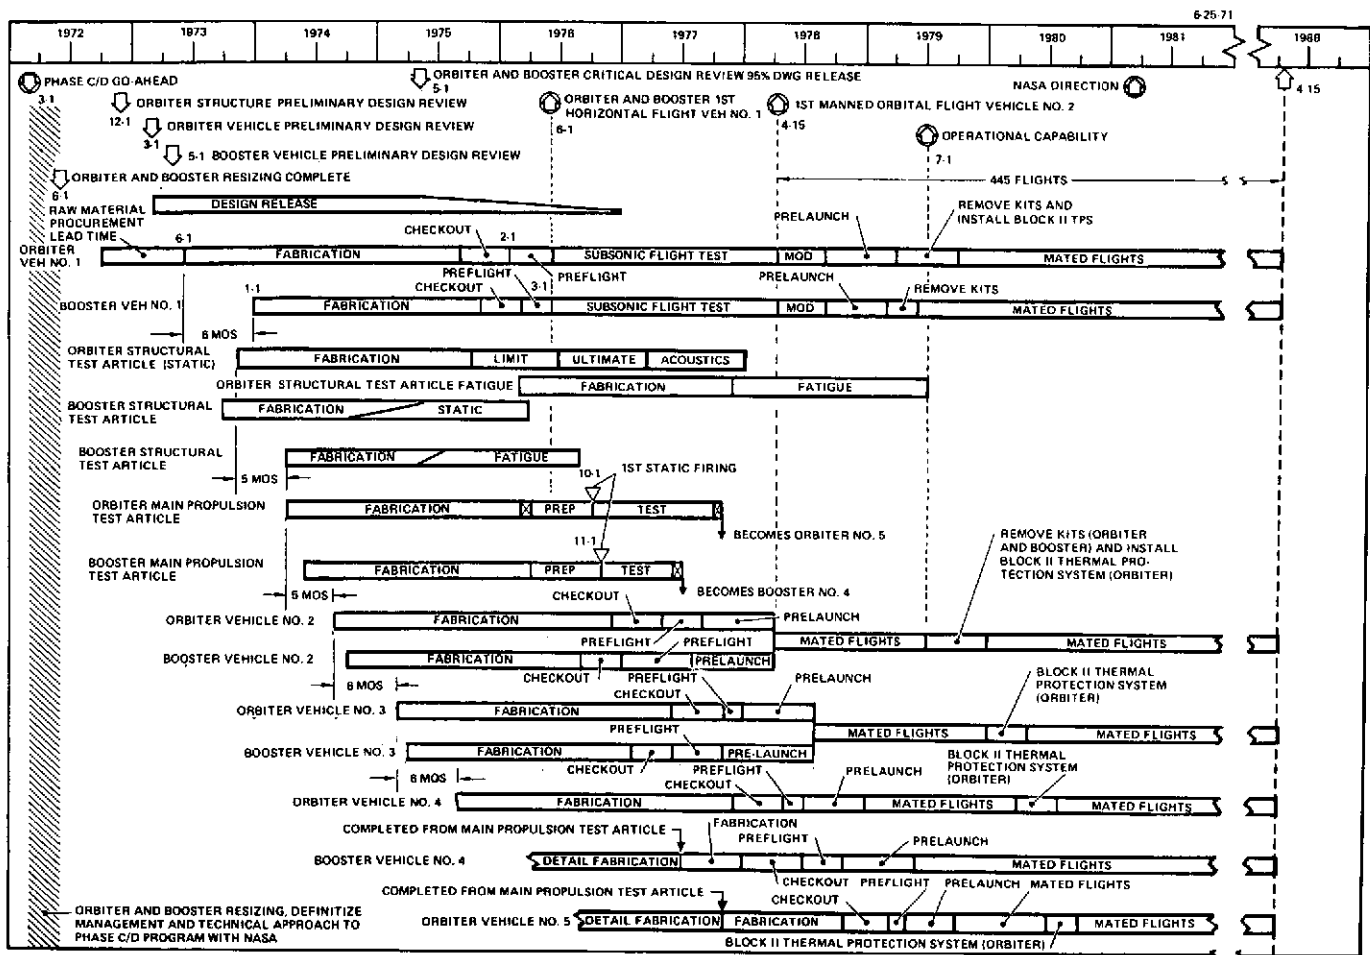 6-25-71
1972 1973 1974 1975 1976 1977 1978 1979 1980 1981 1988
PHASE C/D GO-AHEAD
3-1
ORBITER AND BOOSTER CRITICAL DESIGN REVIEW 95% DWG RELEASE
5-1
NASA DIRECTION
4-15
ORBITER STRUCTURE PRELIMINARY DESIGN REVIEW
12-1
ORBITER AND BOOSTER 1ST
HORIZONTAL FLIGHT VEH NO. 1
6-1
1ST MANNED ORBITAL FLIGHT VEHICLE NO. 2
4-15
ORBITER VEHICLE PRELIMINARY DESIGN REVIEW
3-1
OPERATIONAL CAPABILITY
7-1
5-1 BOOSTER VEHICLE PRELIMINARY DESIGN REVIEW
ORBITER AND BOOSTER RESIZING COMPLETE
6-1
445 FLIGHTS
DESIGN RELEASE
RAW MATERIAL
PROCUREMENT
LEAD TIME
6-1
CHECKOUT
2-1
PRELAUNCH
REMOVE KITS AND
INSTALL BLOCK II TPS
ORBITER
VEH NO. 1
FABRICATION
SUBSONIC FLIGHT TEST
MOD
MATED FLIGHTS
PREFLIGHT
PREFLIGHT
CHECKOUT
3-1
PRELAUNCH
REMOVE KITS
1-1
BOOSTER VEH NO. 1
FABRICATION
SUBSONIC FLIGHT TEST
MOD
MATED FLIGHTS
6 MOS
ORBITER STRUCTURAL
TEST ARTICLE (STATIC)
FABRICATION
LIMIT
ULTIMATE
ACOUSTICS
ORBITER STRUCTURAL TEST ARTICLE FATIGUE
FABRICATION
FATIGUE
BOOSTER STRUCTURAL
TEST ARTICLE
FABRICATION
STATIC
BOOSTER STRUCTURAL
TEST ARTICLE
FABRICATION
FATIGUE
5 MOS
10-1
1ST STATIC FIRING
ORBITER MAIN PROPULSION
TEST ARTICLE
FABRICATION
PREP
TEST
BECOMES ORBITER NO. 5
11-1
BOOSTER MAIN PROPULSION
TEST ARTICLE
FABRICATION
PREP
TEST
BECOMES BOOSTER NO. 4
REMOVE KITS (ORBITER
AND BOOSTER) AND INSTALL
BLOCK II THERMAL PRO-
TECTION SYSTEM (ORBITER)
5 MOS
CHECKOUT
ORBITER VEHICLE NO. 2
FABRICATION
PRELAUNCH
PREFLIGHT
PREFLIGHT
MATED FLIGHTS
MATED FLIGHTS
BOOSTER VEHICLE NO. 2
FABRICATION
PRELAUNCH
CHECKOUT
6 MOS
PREFLIGHT
CHECKOUT
PRELAUNCH
BLOCK II THERMAL
PROTECTION SYSTEM
(ORBITER)
ORBITER VEHICLE NO. 3
FABRICATION
PREFLIGHT
MATED FLIGHTS
MATED FLIGHTS
BOOSTER VEHICLE NO. 3
FABRICATION
PRE-LAUNCH
CHECKOUT
6 MOS
PREFLIGHT
CHECKOUT
PRELAUNCH
BLOCK II THERMAL
PROTECTION SYSTEM
(ORBITER)
ORBITER VEHICLE NO. 4
FABRICATION
MATED FLIGHTS
MATED FLIGHTS
COMPLETED FROM MAIN PROPULSION TEST ARTICLE
FABRICATION
PREFLIGHT
PRELAUNCH
BOOSTER VEHICLE NO. 4
DETAIL FABRICATION
MATED FLIGHTS
CHECKOUT
COMPLETED FROM MAIN PROPULSION TEST ARTICLE
CHECKOUT
PREFLIGHT
PRELAUNCH
MATED FLIGHTS
ORBITER VEHICLE NO. 5
DETAIL FABRICATION
FABRICATION
MATED FLIGHTS
BLOCK II THERMAL PROTECTION SYSTEM (ORBITER)
ORBITER AND BOOSTER RESIZING, DEFINITIZE
MANAGEMENT AND TECHNICAL APPROACH TO
PHASE C/D PROGRAM WITH NASA